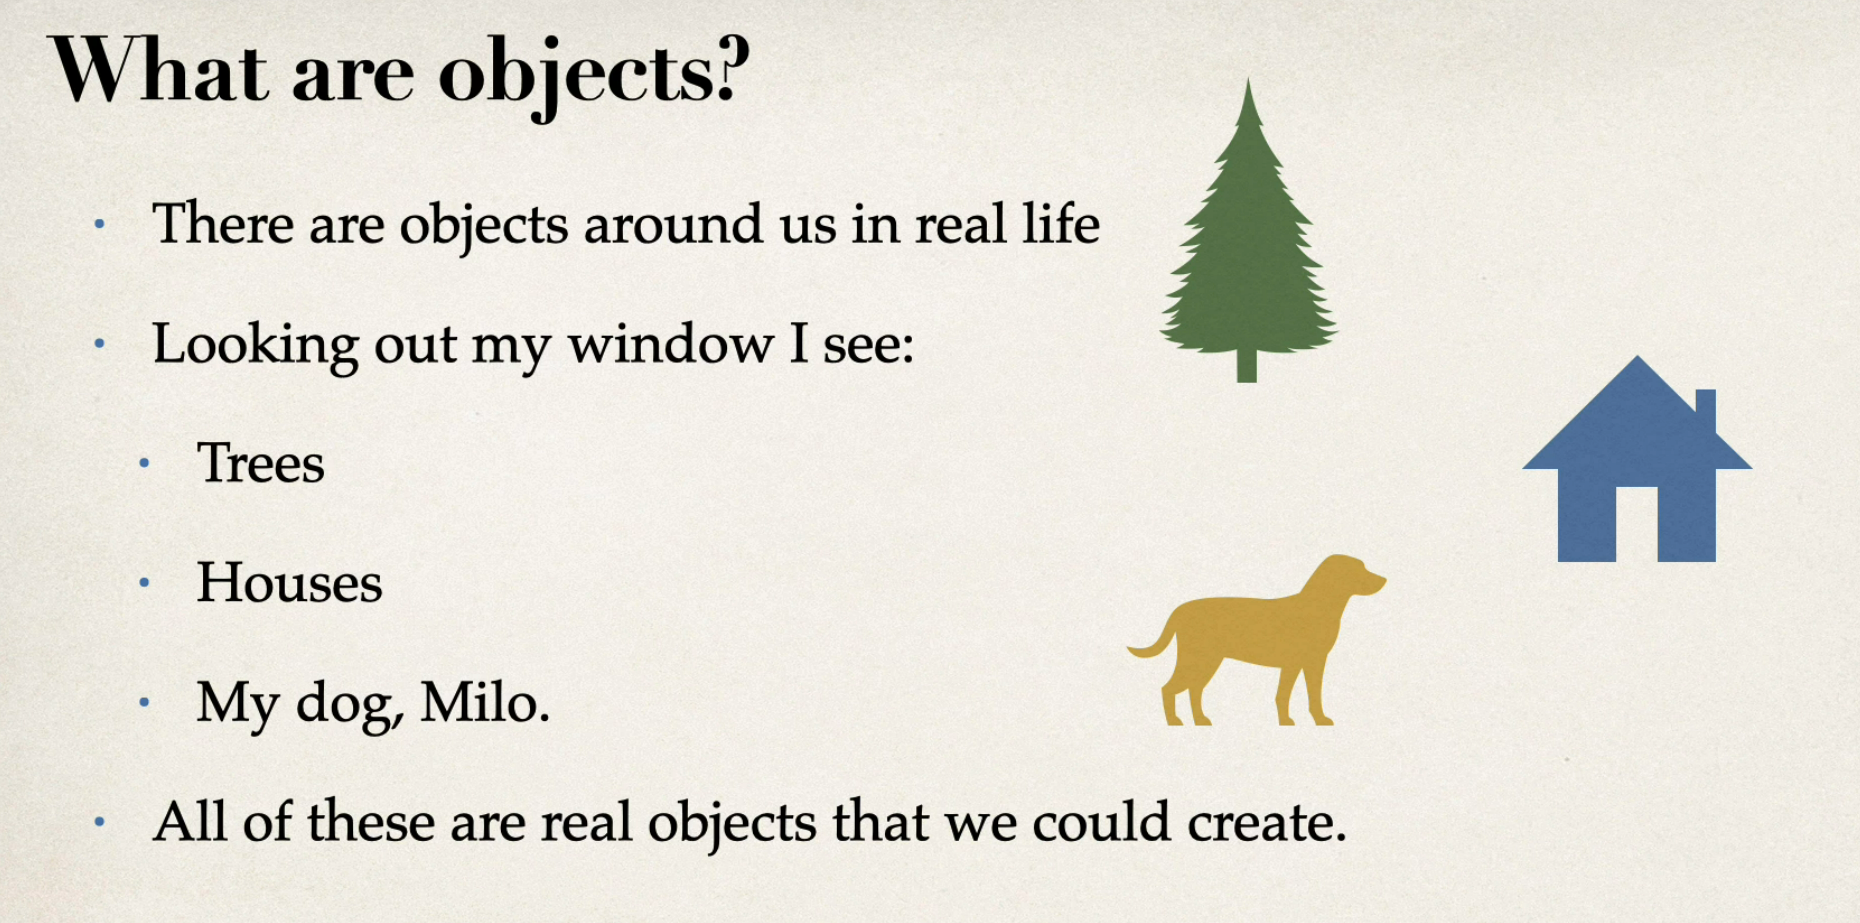 What are objects?
There are objects around us in real life
Looking out my window I see:
Trees
Houses
My dog, Milo.
All of these are real objects that we could create.